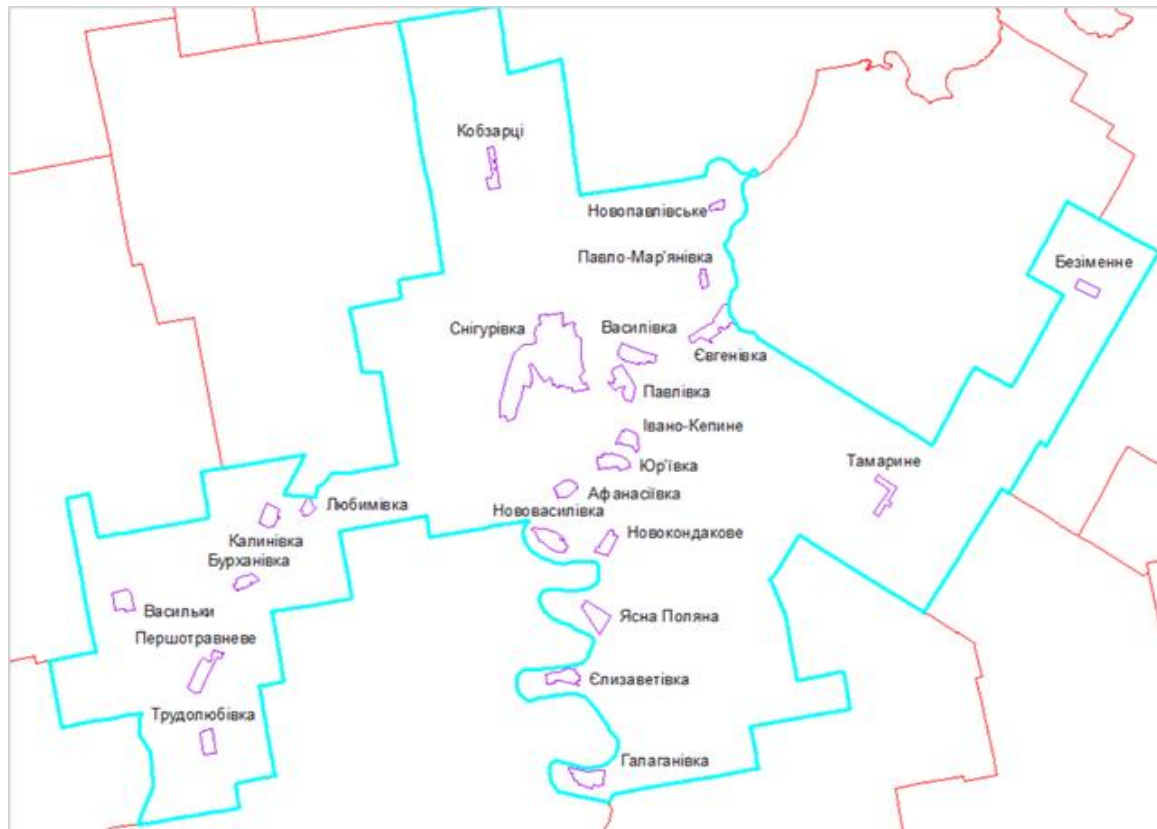 Кобзарці
Новопавлівське
Павло-Мар'янівка
Безіменне
Снігурівка
Василівка
Євгенівка
Павлівка
Івано-Кепине
Юр'ївка
Тамарине
Афанасіївка
Любимівка
Нововасилівка
Новокондакове
Калинівка
Бурханівка
Васильки
Ясна Поляна
Першотравневе
Єлизаветівка
Трудолюбівка
Галаганівка